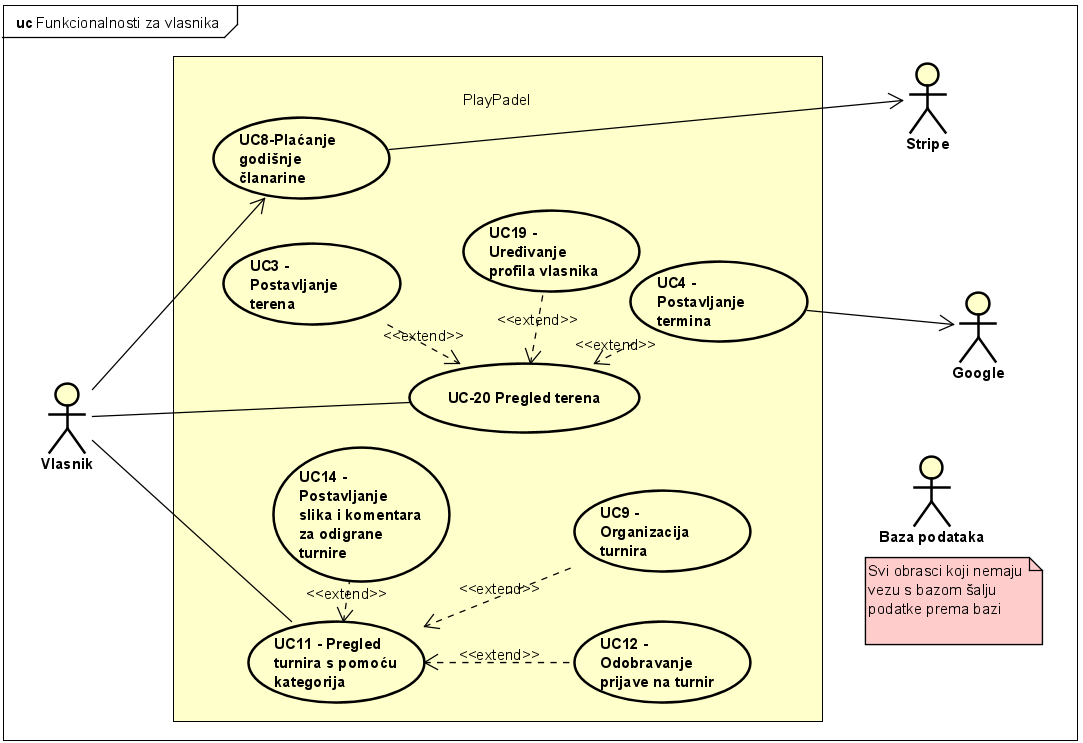 uc Funkcionalnosti za vlasnika
PlayPadel
UC8-Plaćanje
godišnje
članarine
Stripe
UC19 -
Uređivanje
profila vlasnika
UC3 -
Postavljanje
terena
UC4 -
Postavljanje
termina
<<extend>>
<<extend>>
<<extend>>
Google
UC-20 Pregled terena
Vlasnik
UC14 -
Postavljanje
slika i komentara
za odigrane
turnire
UC9 -
Organizacija
turnira
Baza podataka
Svi obrasci koji nemaju
vezu s bazom šalju
podatke prema bazi
<<extend>>
<<extend>>
UC11 - Pregled
turnira s pomoću
kategorija
<<extend>>
UC12 -
Odobravanje
prijave na turnir